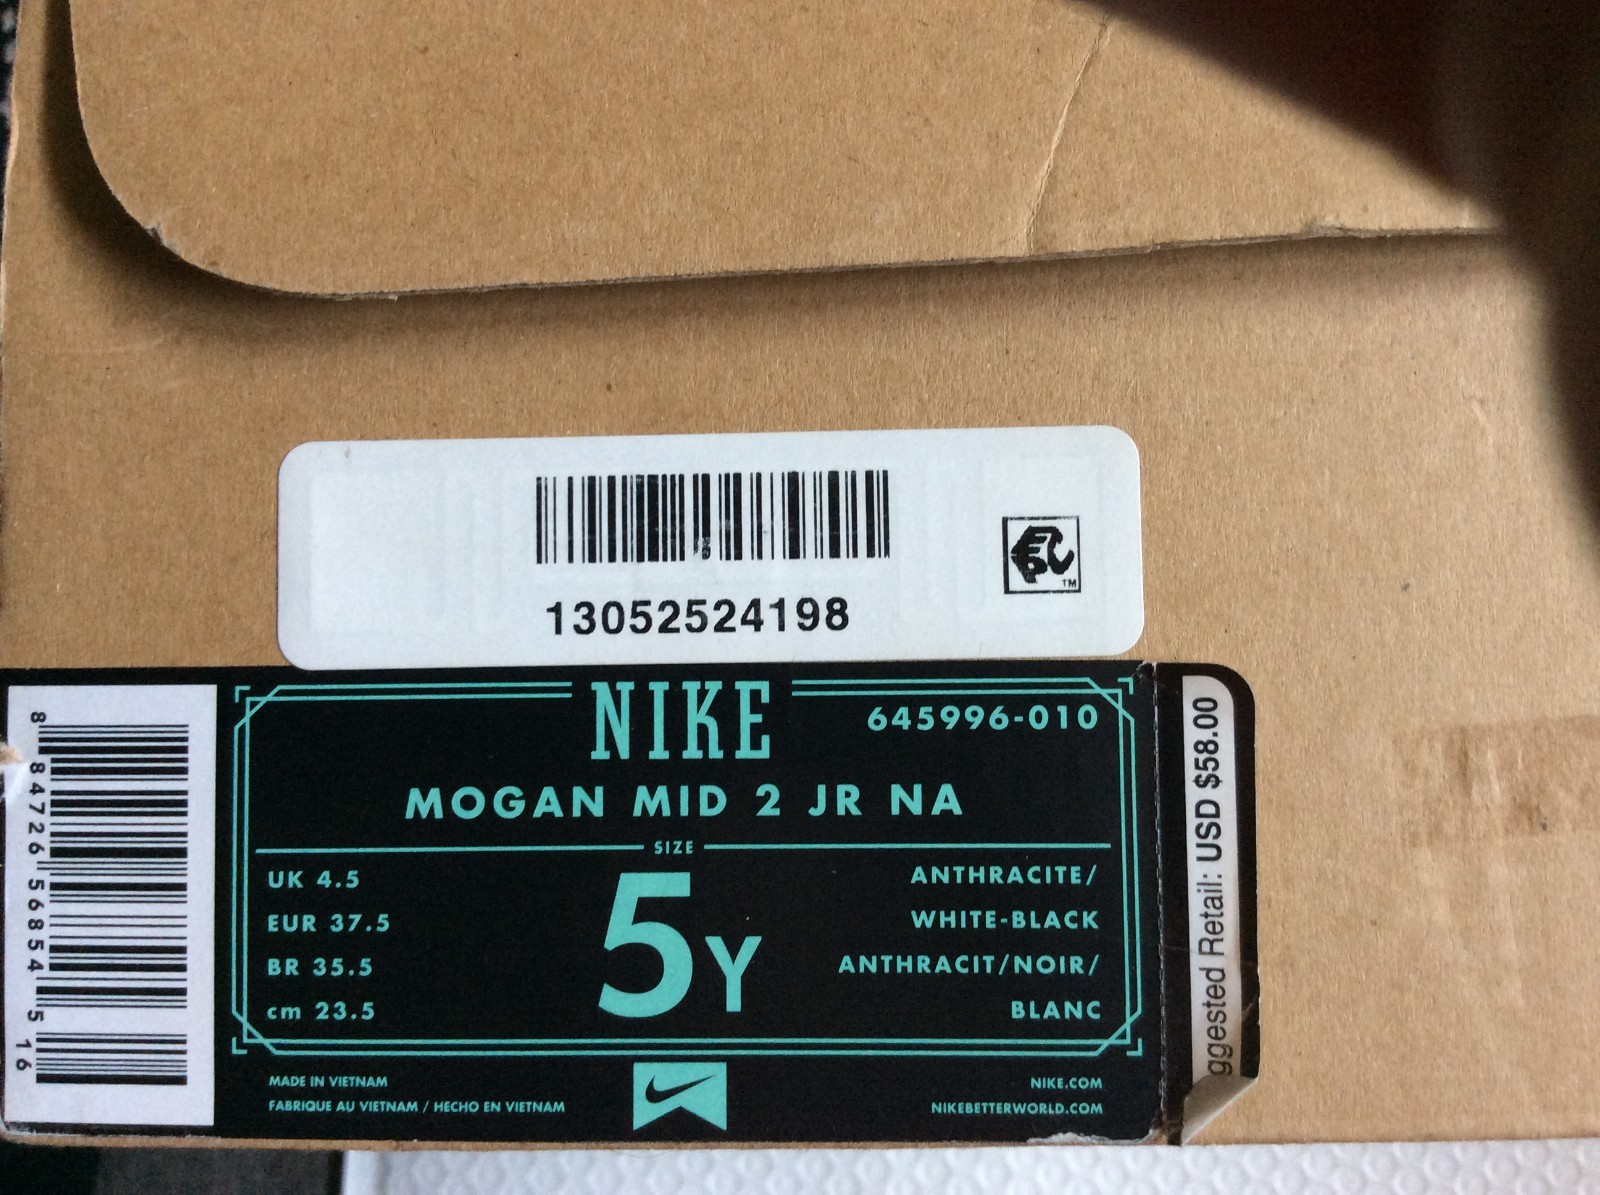 13052524198
TM
NIKE
645996-010
MOGAN MID 2 JR NA
SIZE
UK 4.5
EUR 37.5
BR 35.5
cm 23.5
5Y
ANTHRACITE/
WHITE-BLACK
ANTHRACIT/NOIR/
BLANC
MADE IN VIETNAM
FABRIQUE AU VIETNAM / HECHO EN VIETNAM
NIKE.COM
NIKEBETTERWORLD.COM
8 84726 56854 5 16
ggested Retail: USD $58.00